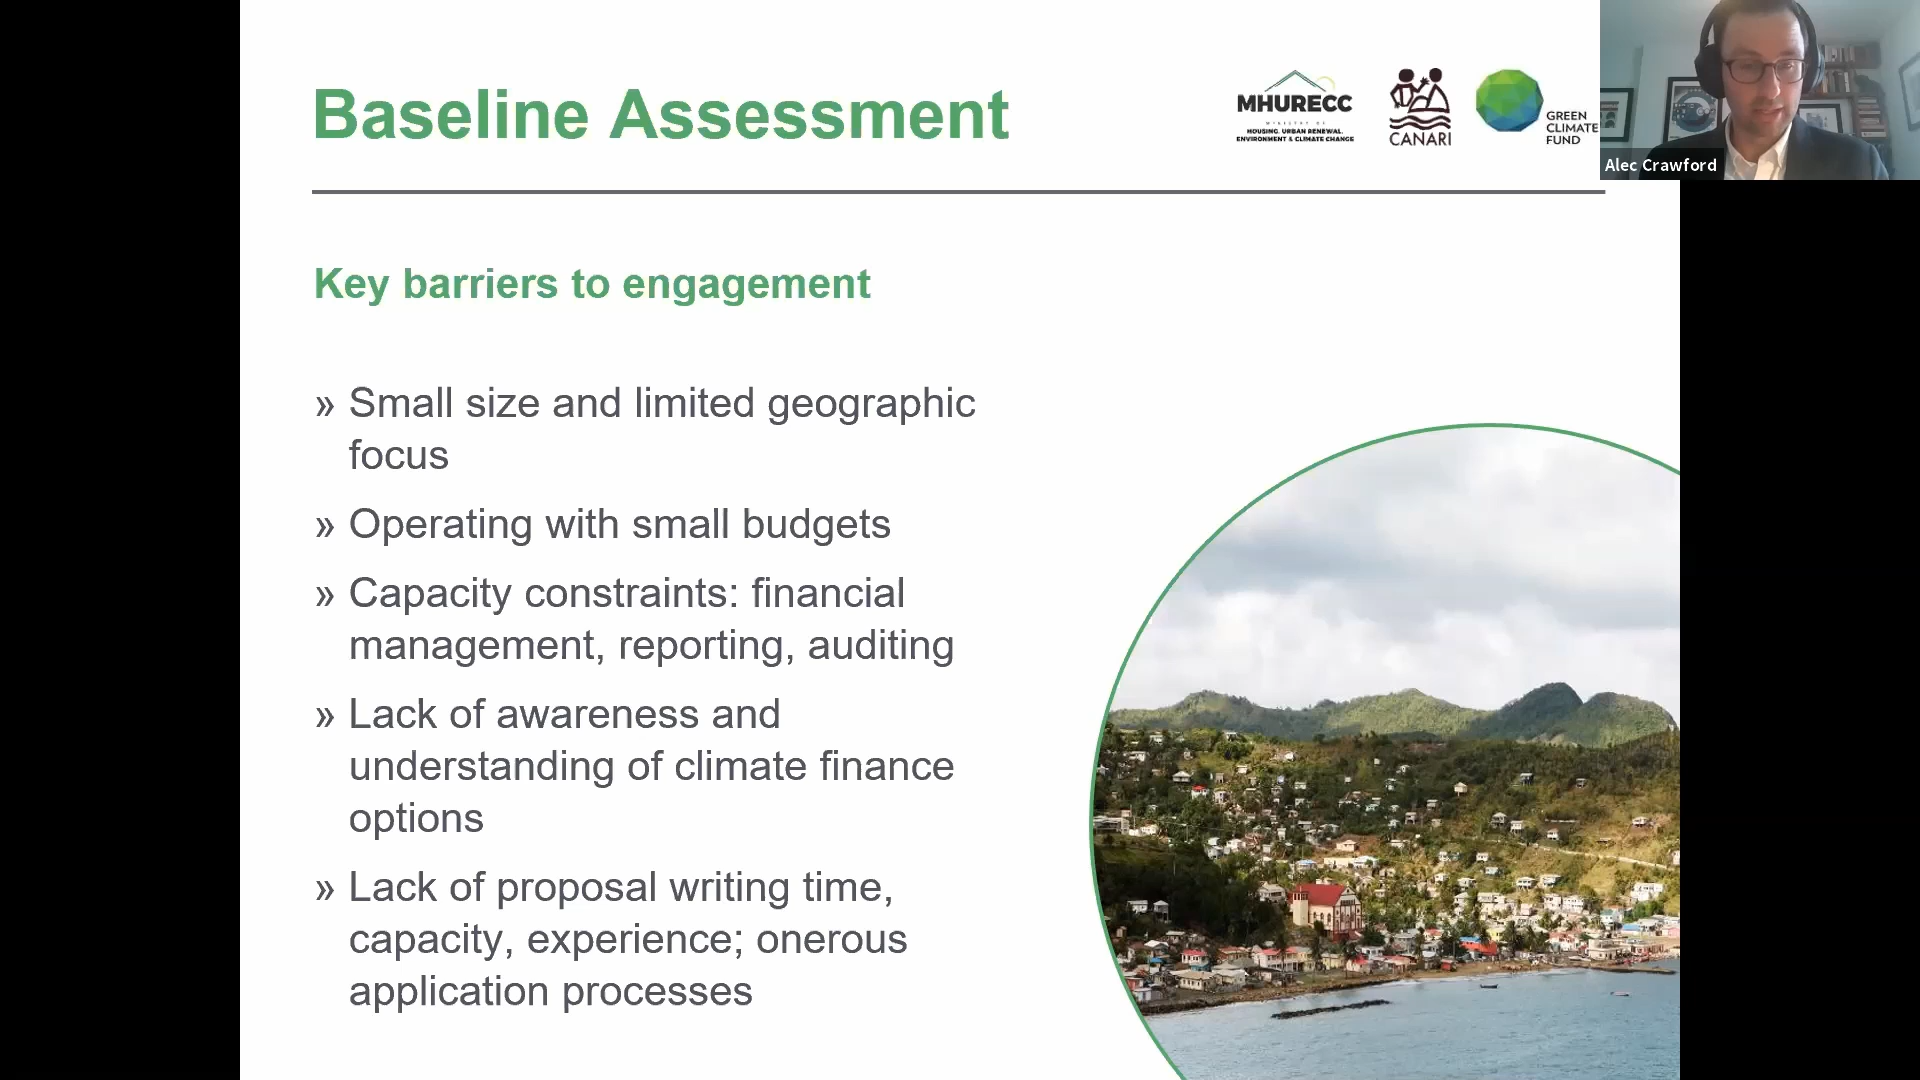 Baseline Assessment
MHURECC
MINISTRY OF
HOUSING, URBAN RENEWAL,
ENVIRONMENT & CLIMATE CHANGE
CANARI
GREEN
CLIMATE
FUND
Alec Crawford
Key barriers to engagement
» Small size and limited geographic
focus
» Operating with small budgets
» Capacity constraints: financial
management, reporting, auditing
» Lack of awareness and
understanding of climate finance
options
» Lack of proposal writing time,
capacity, experience; onerous
application processes